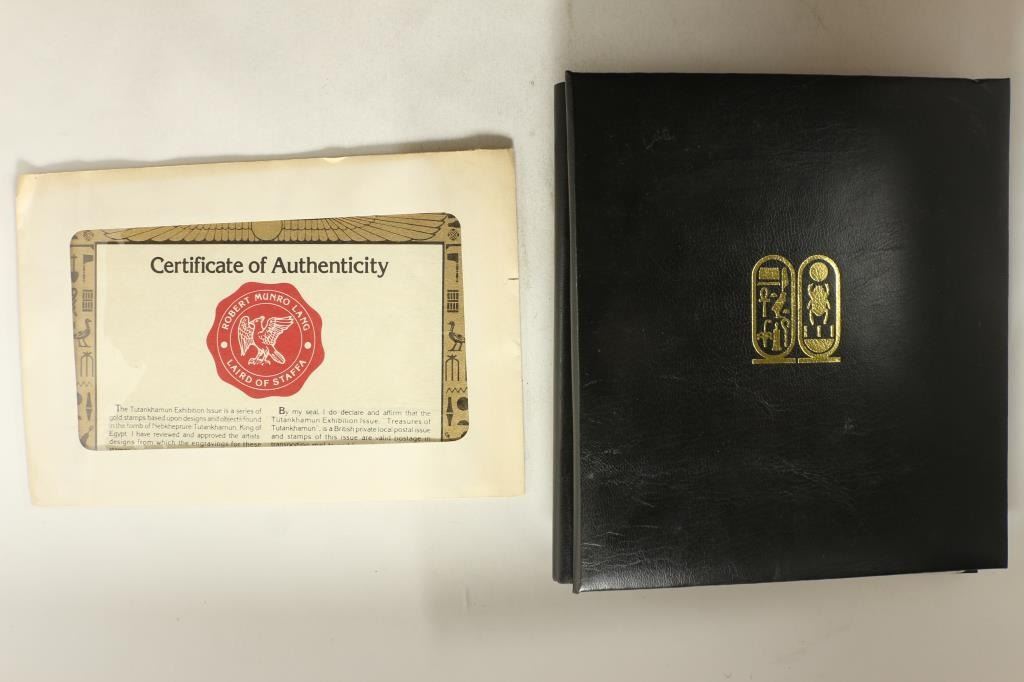 Certificate of Authenticity
ROBERT MUNRO LANG
LAIRD OF STAFFA
The Tutankhamun Exhibition Issue is a series of
gold stamps based upon designs and objects found
in the tomb of Nebkheprure Tutankhamun, King of
Egypt. I have reviewed and approved the artists
designs from which the engravings for these
By my seal, I do declare and affirm that the
Tutankhamun Exhibition Issue, "Treasures of
Tutankhamun", is a British private local postal issue
and stamps of this issue are valid postage in